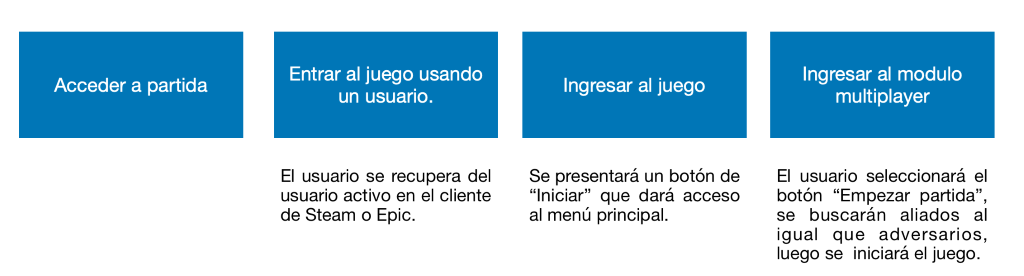 Acceder a partida
Entrar al juego usando
un usuario.
Ingresar al juego
Ingresar al modulo
multiplayer
El usuario se recupera del
usuario activo en el cliente
de Steam o Epic.
Se presentará un botón de
“Iniciar” que dará acceso
al menú principal.
El usuario seleccionará el
botón “Empezar partida”,
se buscarán aliados al
igual que adversarios,
luego se  iniciará el juego.